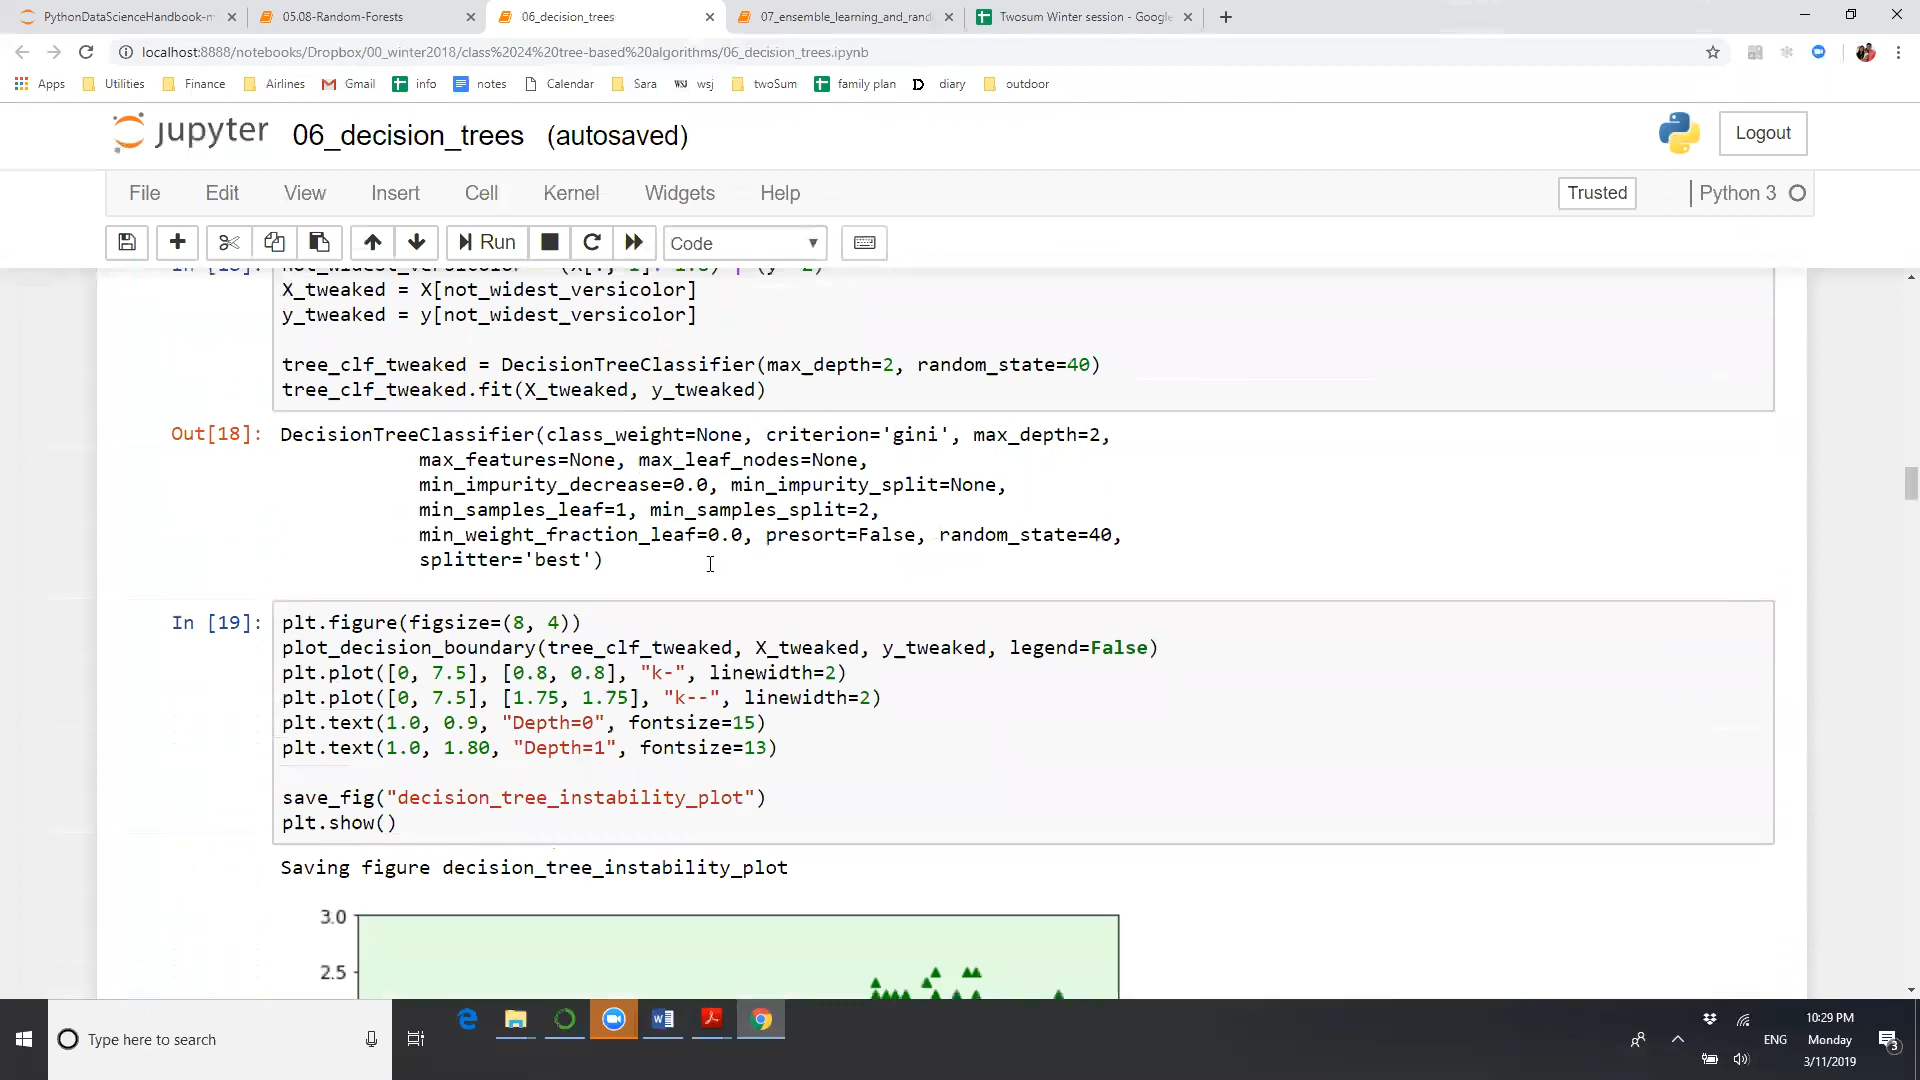 PythonDataScienceHandbook-m
05.08-Random-Forests
06_decision_trees
07_ensemble_learning_and_rand
Twosum Winter session - Google
localhost:8888/notebooks/Dropbox/00_winter2018/class%2024%20tree-based%20algorithms/06_decision_trees.ipynb
Apps Utilities Finance Airlines Gmail info notes Calendar Sara WSJ wsj twoSum family plan D diary outdoor
jupyter 06_decision_trees (autosaved)
Logout
File Edit View Insert Cell Kernel Widgets Help
Trusted Python 3
Run Code
X_tweaked = X[not_widest_versicolor]
y_tweaked = y[not_widest_versicolor]
tree_clf_tweaked = DecisionTreeClassifier(max_depth=2, random_state=40)
tree_clf_tweaked.fit(X_tweaked, y_tweaked)
Out[18]: DecisionTreeClassifier(class_weight=None, criterion='gini', max_depth=2,
max_features=None, max_leaf_nodes=None,
min_impurity_decrease=0.0, min_impurity_split=None,
min_samples_leaf=1, min_samples_split=2,
min_weight_fraction_leaf=0.0, presort=False, random_state=40,
splitter='best')
In [19]: plt.figure(figsize=(8, 4))
plot_decision_boundary(tree_clf_tweaked, X_tweaked, y_tweaked, legend=False)
plt.plot([0, 7.5], [0.8, 0.8], "k-", linewidth=2)
plt.plot([0, 7.5], [1.75, 1.75], "k--", linewidth=2)
plt.text(1.0, 0.9, "Depth=0", fontsize=15)
plt.text(1.0, 1.80, "Depth=1", fontsize=13)
save_fig("decision_tree_instability_plot")
plt.show()
Saving figure decision_tree_instability_plot
3.0
2.5
Type here to search
ENG
10:29 PM
Monday
3/11/2019
3